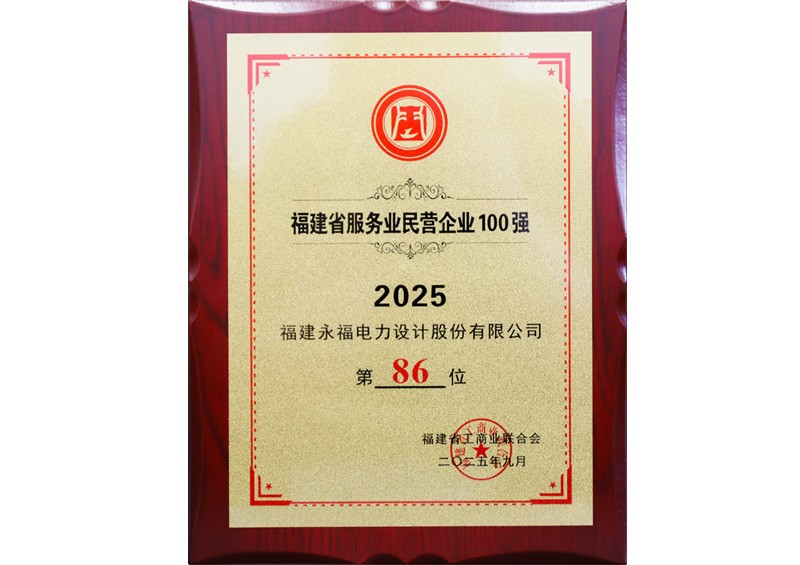 福建省服务业民营企业100强
2025
福建永福电力设计股份有限公司
第86位
福建省工商业联合会
二〇二五年九月